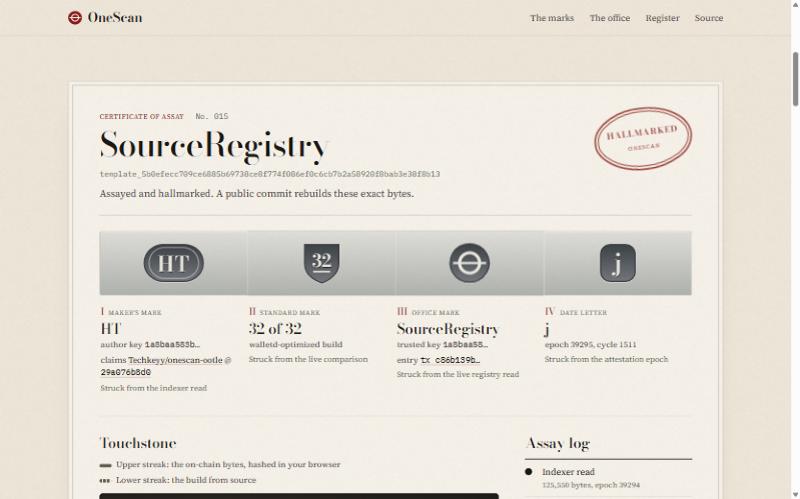 OneScan
The marks
The office
Register
Source
CERTIFICATE OF ASSAY No. 015
SourceRegistry
HALLMARKED
ONESCAN
Assayed and hallmarked. A public commit rebuilds these exact bytes.
HT
32
j
I MAKER'S MARK
HT
author key 1a8baa553b…
claims Techkeyy/onescan-ootle @
29a076b8d0
Struck from the indexer read
II STANDARD MARK
32 of 32
walletd-optimized build
Struck from the live comparison
III OFFICE MARK
SourceRegistry
trusted key 1a8baa55…
entry tx c86b139b…
Struck from the live registry read
IV DATE LETTER
j
epoch 39295, cycle 1511
Struck from the attestation epoch
Touchstone
Upper streak: the on-chain bytes, hashed in your browser
Lower streak: the build from source
Assay log
Indexer read
125,550 bytes, epoch 39294